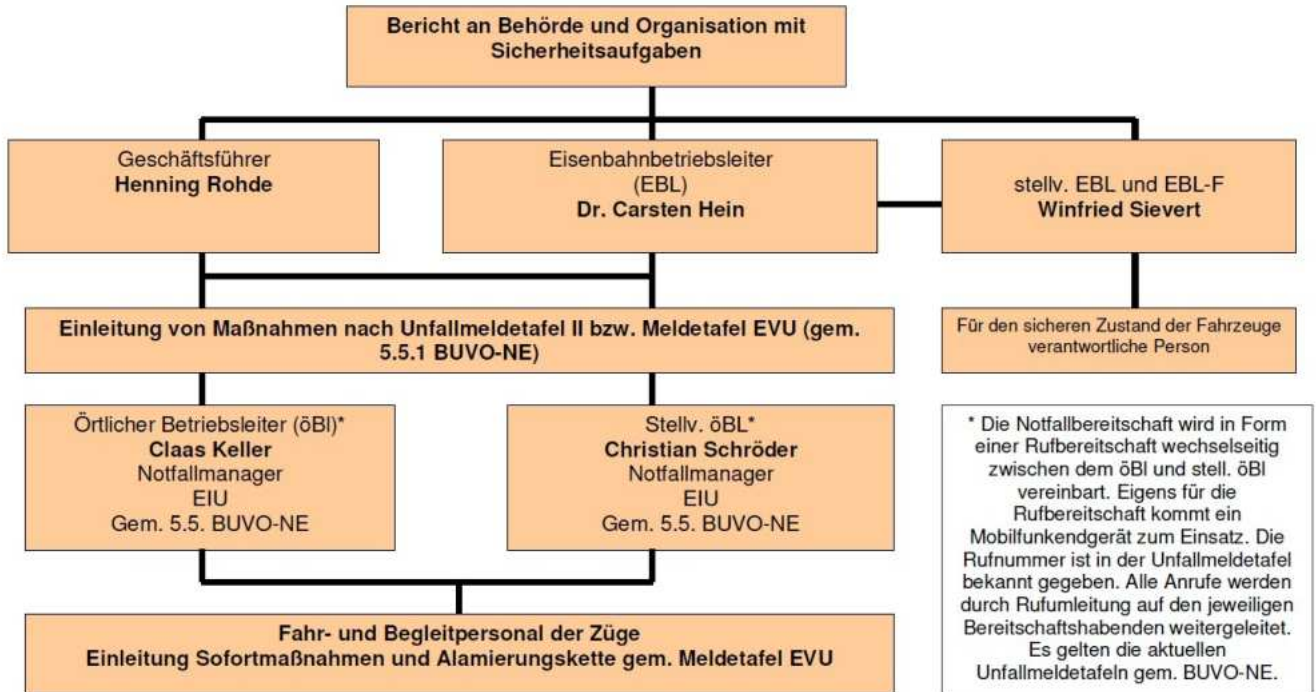 Bericht an Behörde und Organisation mit
Sicherheitsaufgaben
Geschäftsführer
Henning Rohde
Eisenbahnbetriebsleiter
(EBL)
Dr. Carsten Hein
stellv. EBL und EBL-F
Winfried Sievert
Einleitung von Maßnahmen nach Unfallmeldetafel II bzw. Meldetafel EVU (gem.
5.5.1 BUVO-NE)
Für den sicheren Zustand der Fahrzeuge
verantwortliche Person
Örtlicher Betriebsleiter (öBl)*
Claas Keller
Notfallmanager
EIU
Gem. 5.5. BUVO-NE
Stellv. öBL*
Christian Schröder
Notfallmanager
EIU
Gem. 5.5. BUVO-NE
* Die Notfallbereitschaft wird in Form
einer Rufbereitschaft wechselseitig
zwischen dem öBl und stell. öBl
vereinbart. Eigens für die
Rufbereitschaft kommt ein
Mobilfunkendgerät zum Einsatz. Die
Rufnummer ist in der Unfallmeldetafel
bekannt gegeben. Alle Anrufe werden
durch Rufumleitung auf den jeweiligen
Bereitschaftshabenden weitergeleitet.
Es gelten die aktuellen
Unfallmeldetafeln gem. BUVO-NE.
Fahr- und Begleitpersonal der Züge
Einleitung Sofortmaßnahmen und Alamierungskette gem. Meldetafel EVU